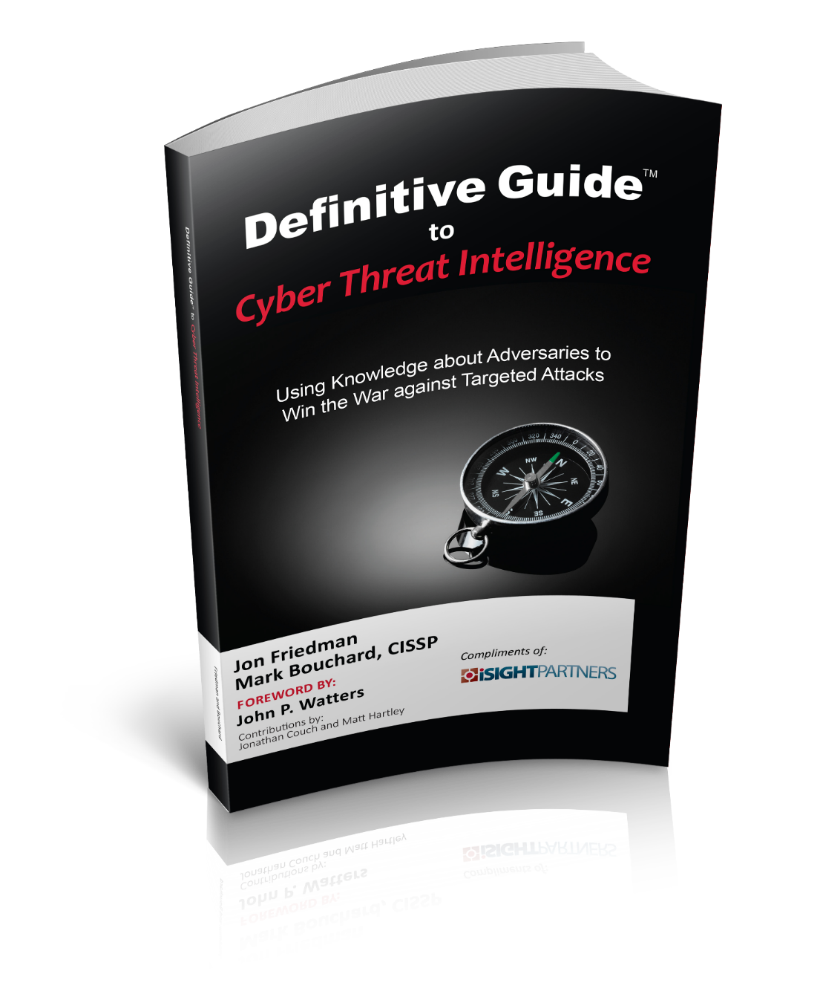 Definitive Guide™
to
Cyber Threat Intelligence
Using Knowledge about Adversaries to
Win the War against Targeted Attacks
320
340
0
20
40
NW
N
NE
W
E
SW
SE
Jon Friedman
Mark Bouchard, CISSP
FOREWORD BY:
John P. Watters
Contributions by:
Jonathan Couch and Matt Hartley
Compliments of:
iSIGHTPARTNERS
Definitive Guide™ to Cyber Threat Intelligence
Friedman and Bouchard